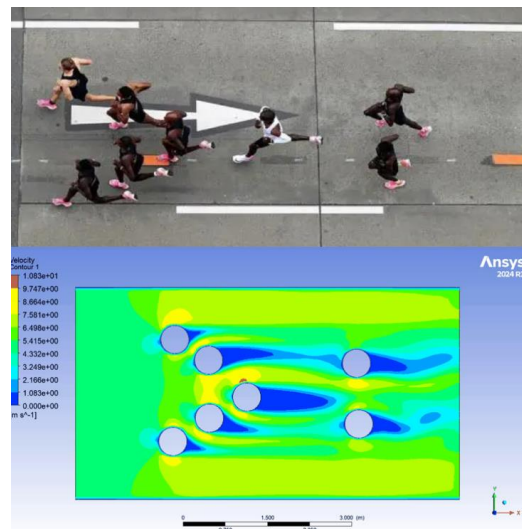 Velocity
Contour 1
1.083e+01
9.747e+00
8.664e+00
7.581e+00
6.498e+00
5.415e+00
4.332e+00
3.249e+00
2.166e+00
1.083e+00
0.000e+00
m s^-1]
Ansys
2024 R
0
1.500
3.000 (m)
Y
X